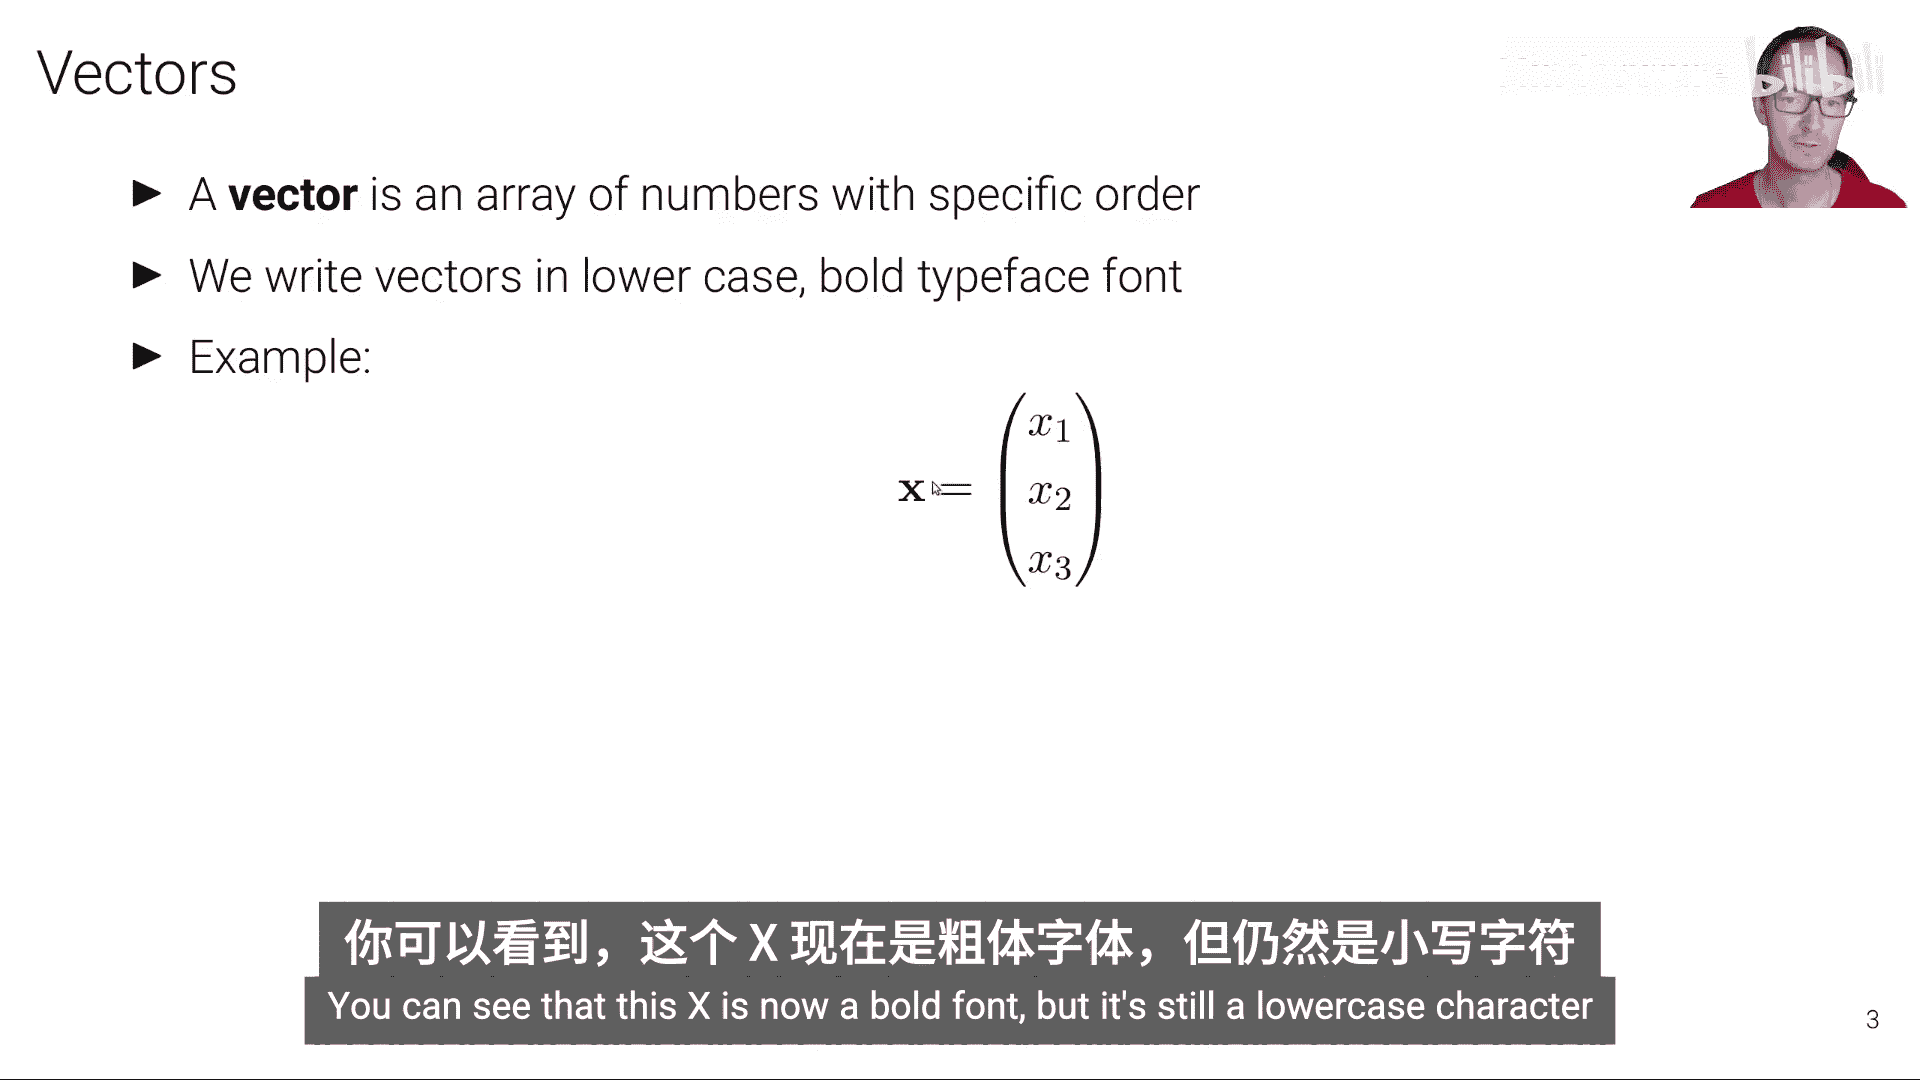 Vectors
bilibili
▶ A vector is an array of numbers with specific order
▶ We write vectors in lower case, bold typeface font
▶ Example:
x = (x₁
x₂
x₃)
你可以看到，这个 X 现在是粗体字体，但仍然是小写字符
You can see that this X is now a bold font, but it's still a lowercase character
3